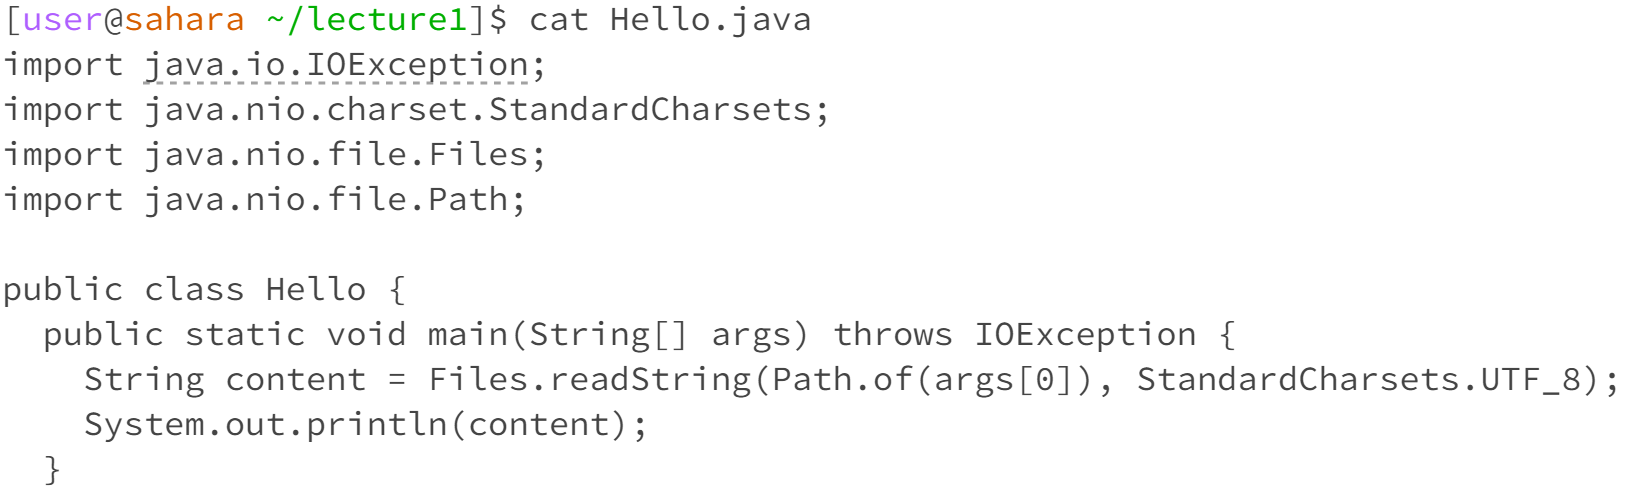 [user@sahara ~/lecture1]$ cat Hello.java
import java.io.IOException;
import java.nio.charset.StandardCharsets;
import java.nio.file.Files;
import java.nio.file.Path;

public class Hello {
  public static void main(String[] args) throws IOException {
    String content = Files.readString(Path.of(args[0]), StandardCharsets.UTF_8);
    System.out.println(content);
  }